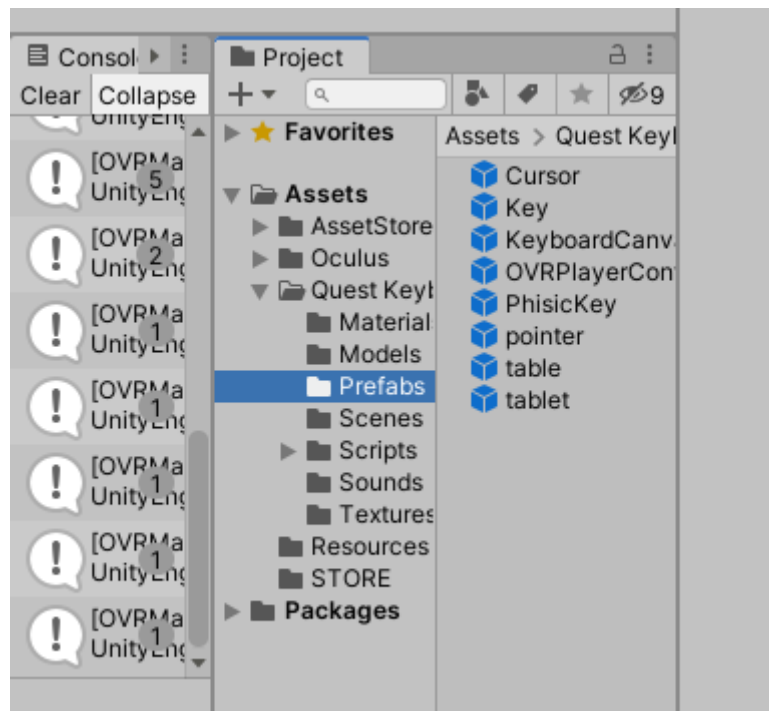 Consol
Clear Collapse
UnityEng
[OVRMa
5
UnityEng
[OVRMa
2
UnityEng
[OVRMa
1
UnityEng
[OVRMa
1
UnityEng
[OVRMa
1
UnityEng
[OVRMa
1
UnityEng
[OVRMa
1
UnityEng
Project
9
Favorites
Assets
AssetStore
Oculus
Quest Keyb
Material
Models
Prefabs
Scenes
Scripts
Sounds
Textures
Resources
STORE
Packages
Assets > Quest Keyl
Cursor
Key
KeyboardCanv
OVRPlayerCon
PhisicKey
pointer
table
tablet